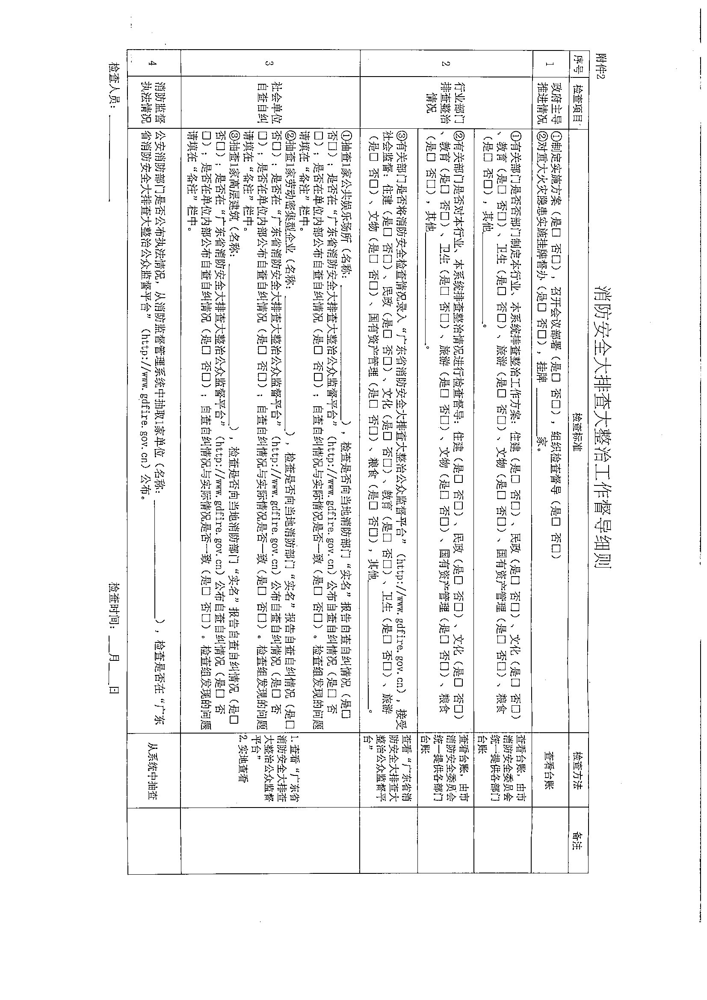 附件2
消防安全大排查大整治工作督导细则
序号 检查项目 检查标准 检查方法 备注
1
政府主导
推进情况
①制定实施方案（是□ 否□），召开会议部署（是□ 否□），组织检查督导（是□ 否□）
②对重大火灾隐患实施挂牌督办（是□ 否□），挂牌______家。
查看台账
2
行业部门
排查整治
情况
①有关部门是否否部门制定本行业、本系统排查整治工作方案：住建（是□ 否□）、民政（是□ 否□）、文化（是□ 否□）
、教育（是□ 否□）、卫生（是□ 否□）、旅游（是□ 否□）、文物（是□ 否□）、国有资产管理（是□ 否□）、粮食
（是□ 否□），其他____________。
查看台账，由市
消防安全委员会
统一提供各部门
台账
②有关部门是否对本行业、本系统排查整治情况进行检查督导：住建（是□ 否□）、民政（是□ 否□）、文化（是□ 否□）
、教育（是□ 否□）、卫生（是□ 否□）、旅游（是□ 否□）、文物（是□ 否□）、国有资产管理（是□ 否□）、粮食
（是□ 否□），其他____________。
查看台账，由市
消防安全委员会
统一提供各部门
台账
③有关部门是否将消防安全检查情况录入“广东省消防安全大排查大整治公众监督平台”（http://www.gdfire.gov.cn），接受
社会监督：住建（是□ 否□）、民政（是□ 否□）、文化（是□ 否□）、教育（是□ 否□）、卫生（是□ 否□）、旅游
（是□ 否□）、文物（是□ 否□）、国有资产管理（是□ 否□）、粮食（是□ 否□），其他____________。
查看“广东省消
防安全大排查大
整治公众监督平
台”
3
社会单位
自查自纠
①抽查1家公共娱乐场所（名称：____________），检查是否向当地消防部门“实名”报告自查自纠情况（是□
否□）；是否在“广东省消防安全大排查大整治公众监督平台”（http://www.gdfire.gov.cn）公布自查自纠情况（是□ 否
□）；是否在单位内部公布自查自纠情况（是□ 否□）；自查自纠情况与实际情况是否一致（是□ 否□）。检查组发现的问题
请填在“备注”栏中。
②抽查1家劳动密集型企业（名称：____________），检查是否向当地消防部门“实名”报告自查自纠情况（是□
否□）；是否在“广东省消防安全大排查大整治公众监督平台”（http://www.gdfire.gov.cn）公布自查自纠情况（是□ 否
□）；是否在单位内部公布自查自纠情况（是□ 否□）；自查自纠情况与实际情况是否一致（是□ 否□）。检查组发现的问题
请填在“备注”栏中。
③抽查1家高层建筑（名称：____________），检查是否向当地消防部门“实名”报告自查自纠情况（是□
否□）；是否在“广东省消防安全大排查大整治公众监督平台”（http://www.gdfire.gov.cn）公布自查自纠情况（是□ 否
□）；是否在单位内部公布自查自纠情况（是□ 否□）；自查自纠情况与实际情况是否一致（是□ 否□）。检查组发现的问题
请填在“备注”栏中。
1.查看“广东省
消防安全大排查
大整治公众监督
平台”
2.实地查看
4
消防监督
执法情况
公安消防部门是否公布执法情况，从消防监督管理系统中抽取1家单位（名称：____________），检查是否在“广东
省消防安全大排查大整治公众监督平台”（http://www.gdfire.gov.cn）公布。
从系统中抽查
检查人员：____________ 检查时间：__月__日